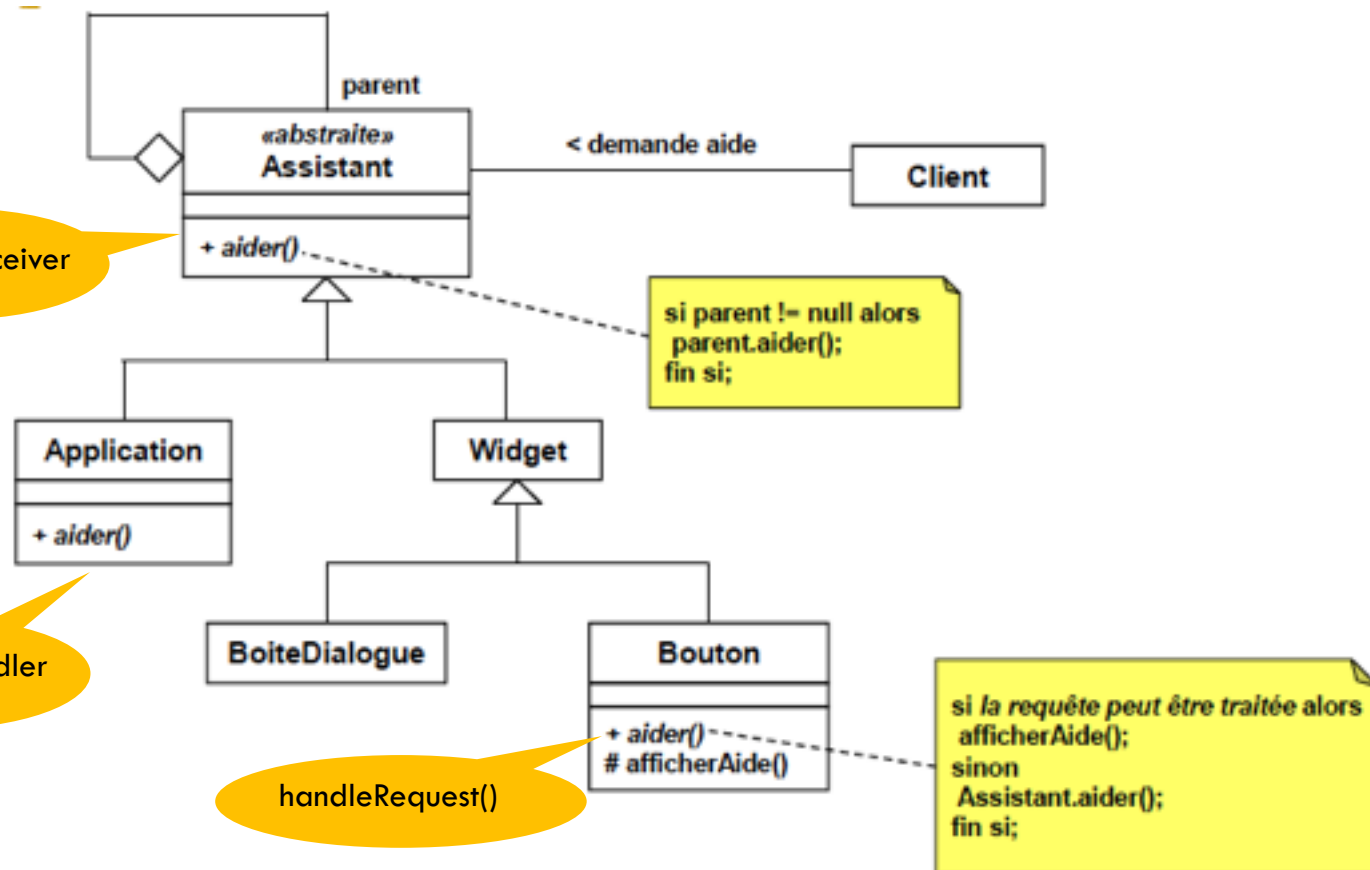 parent
«abstraite»
Assistant
< demande aide
Client
+ aider()
eiver
si parent != null alors
parent.aider();
fin si;
Application
Widget
+ aider()
dler
BoiteDialogue
Bouton
+ aider()
# afficherAide()
handleRequest()
si la requête peut être traitée alors
afficherAide();
sinon
Assistant.aider();
fin si;